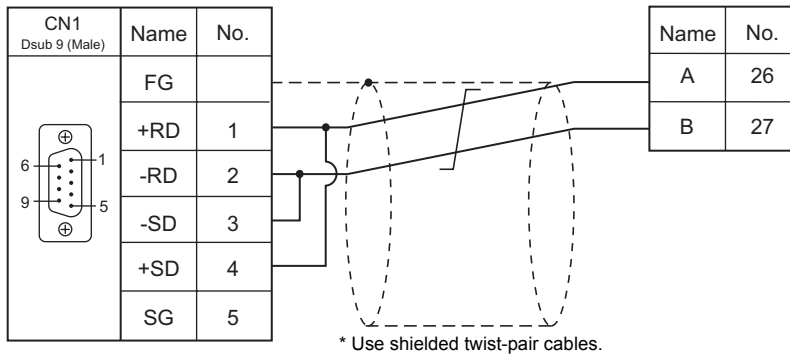 CN1
Dsub 9 (Male)
Name No.
FG
+RD 1
-RD 2
-SD 3
+SD 4
SG 5
6
1
9
5
Name No.
A 26
B 27
* Use shielded twist-pair cables.